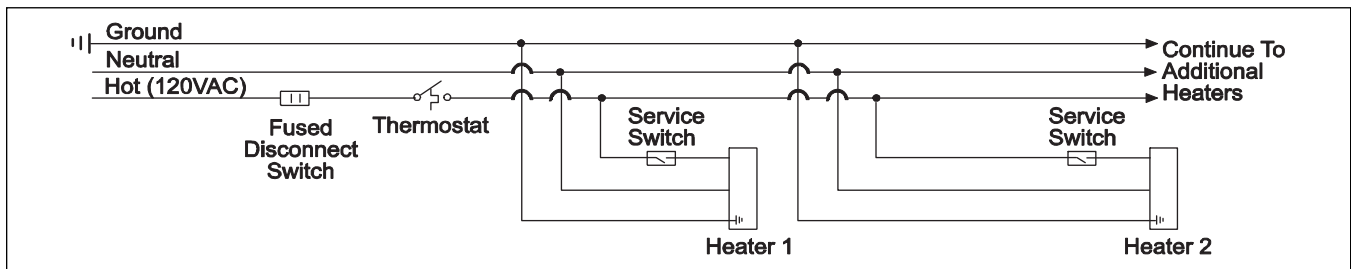 Ground
Neutral
Hot (120VAC)
Fused
Disconnect
Switch
Thermostat
Service
Switch
Heater 1
Service
Switch
Heater 2
Continue To
Additional
Heaters